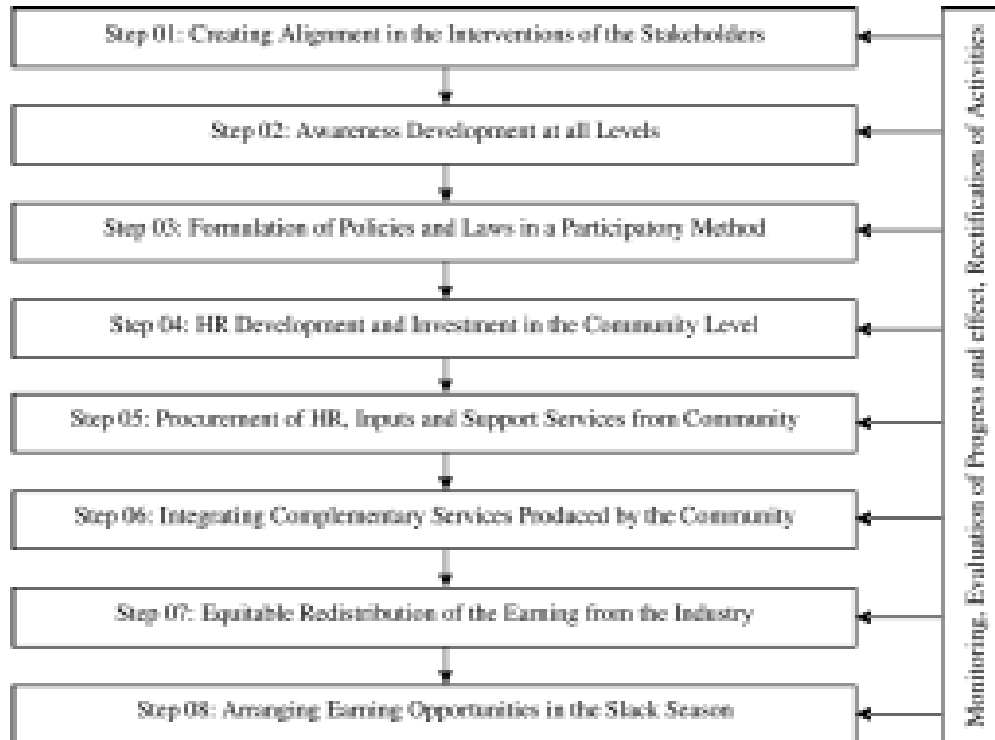 Step 01: Creating Alignment in the Interventions of the Stakeholders
Step 02: Awareness Development at all Levels
Step 03: Formulation of Policies and Laws in a Participatory Method
Step 04: HR Development and Investment in the Community Level
Step 05: Procurement of HR, Inputs and Support Services from Community
Step 06: Integrating Complementary Services Produced by the Community
Step 07: Equitable Redistribution of the Earning from the Industry
Step 08: Arranging Earning Opportunities in the Slack Season
Monitoring, Evaluation of Progress and effect, Rectification of Activities